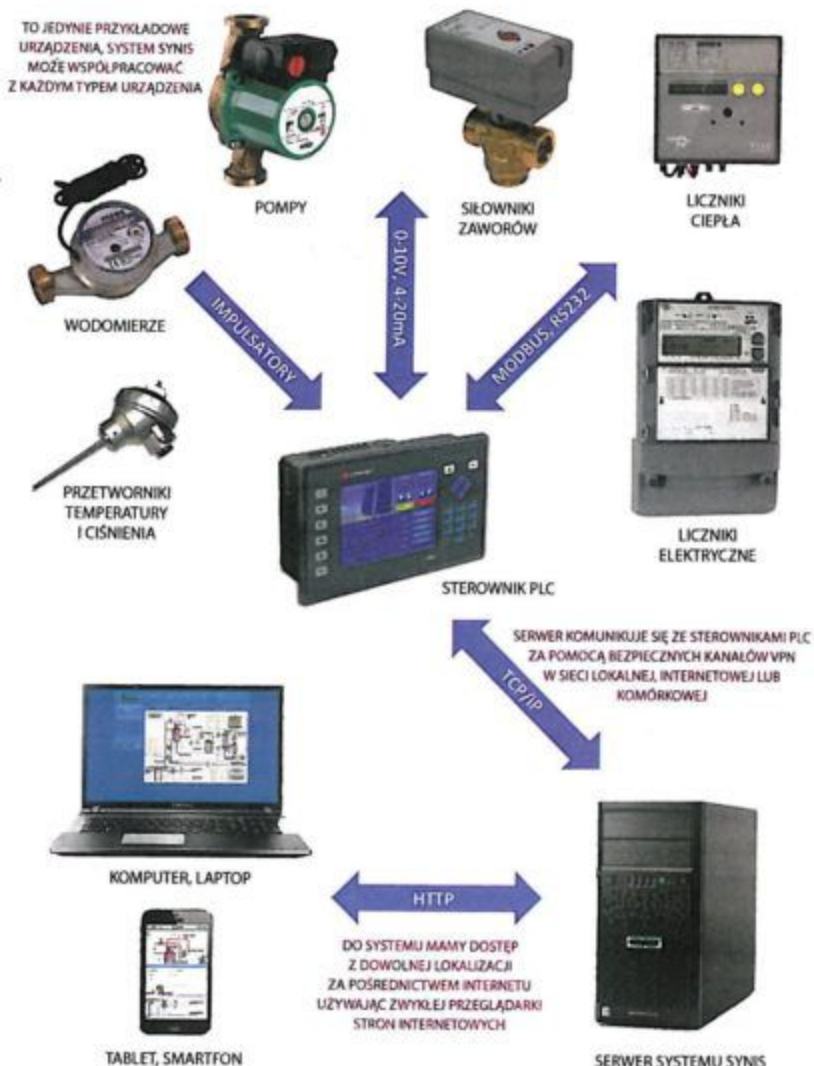 TO JEDYNIE PRZYKŁADOWE
URZĄDZENIA, SYSTEM SYNIS
MOŻE WSPÓŁPRACOWAĆ
Z KAŻDYM TYPEM URZĄDZENIA
POMPY
SIŁOWNIKI
ZAWORÓW
LICZNIKI
CIEPŁA
WODOMIERZE
IMPULSATORY
0-10V, 4-20mA
MODBUS, RS232
PRZETWORNIKI
TEMPERATURY
I CIŚNIENIA
LICZNIKI
ELEKTRYCZNE
STEROWNIK PLC
SERWER KOMUNIKUJE SIĘ ZE STEROWNIKAMI PLC
ZA POMOCĄ BEZPIECZNYCH KANAŁÓW VPN
W SIECI LOKALNEJ, INTERNETOWEJ LUB
KOMÓRKOWEJ
TCP/IP
KOMPUTER, LAPTOP
HTTP
DO SYSTEMU MAMY DOSTĘP
Z DOWOLNEJ LOKALIZACJI
ZA POŚREDNICTWEM INTERNETU
UŻYWAJĄC ZWYKŁEJ PRZEGLĄDARKI
STRON INTERNETOWYCH
TABLET, SMARTFON
SERWER SYSTEMU SYNIS